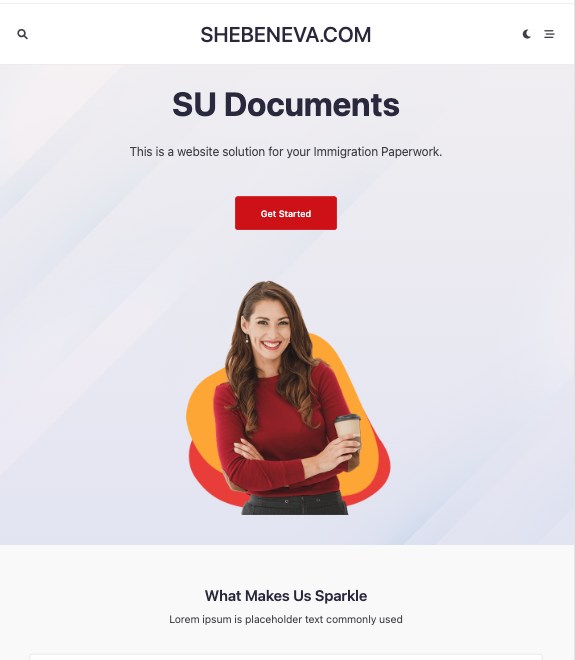 SHEBENEVA.COM
SU Documents
This is a website solution for your Immigration Paperwork.
Get Started
What Makes Us Sparkle
Lorem ipsum is placeholder text commonly used